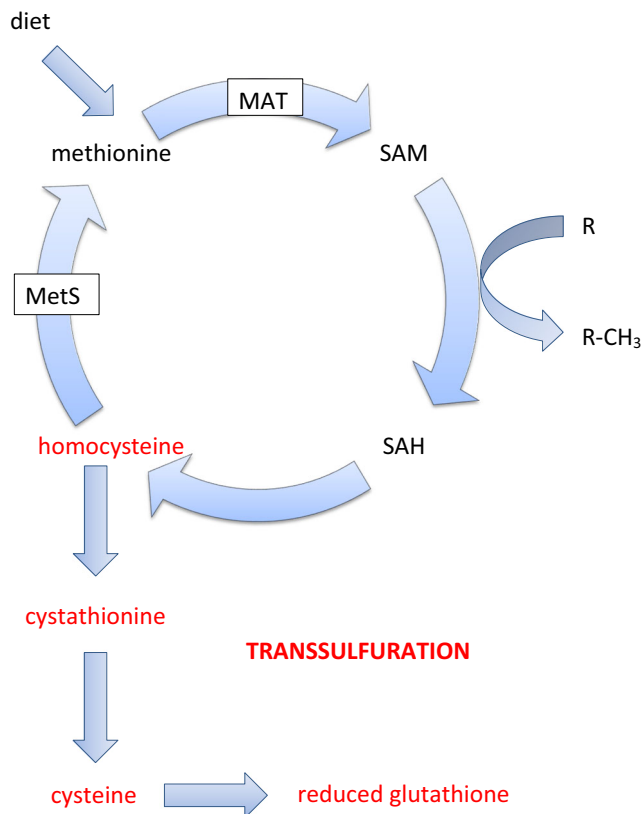 diet
MAT
methionine
SAM
R
MetS
R-CH₃
homocysteine
SAH
cystathionine
TRANSSULFURATION
cysteine
reduced glutathione